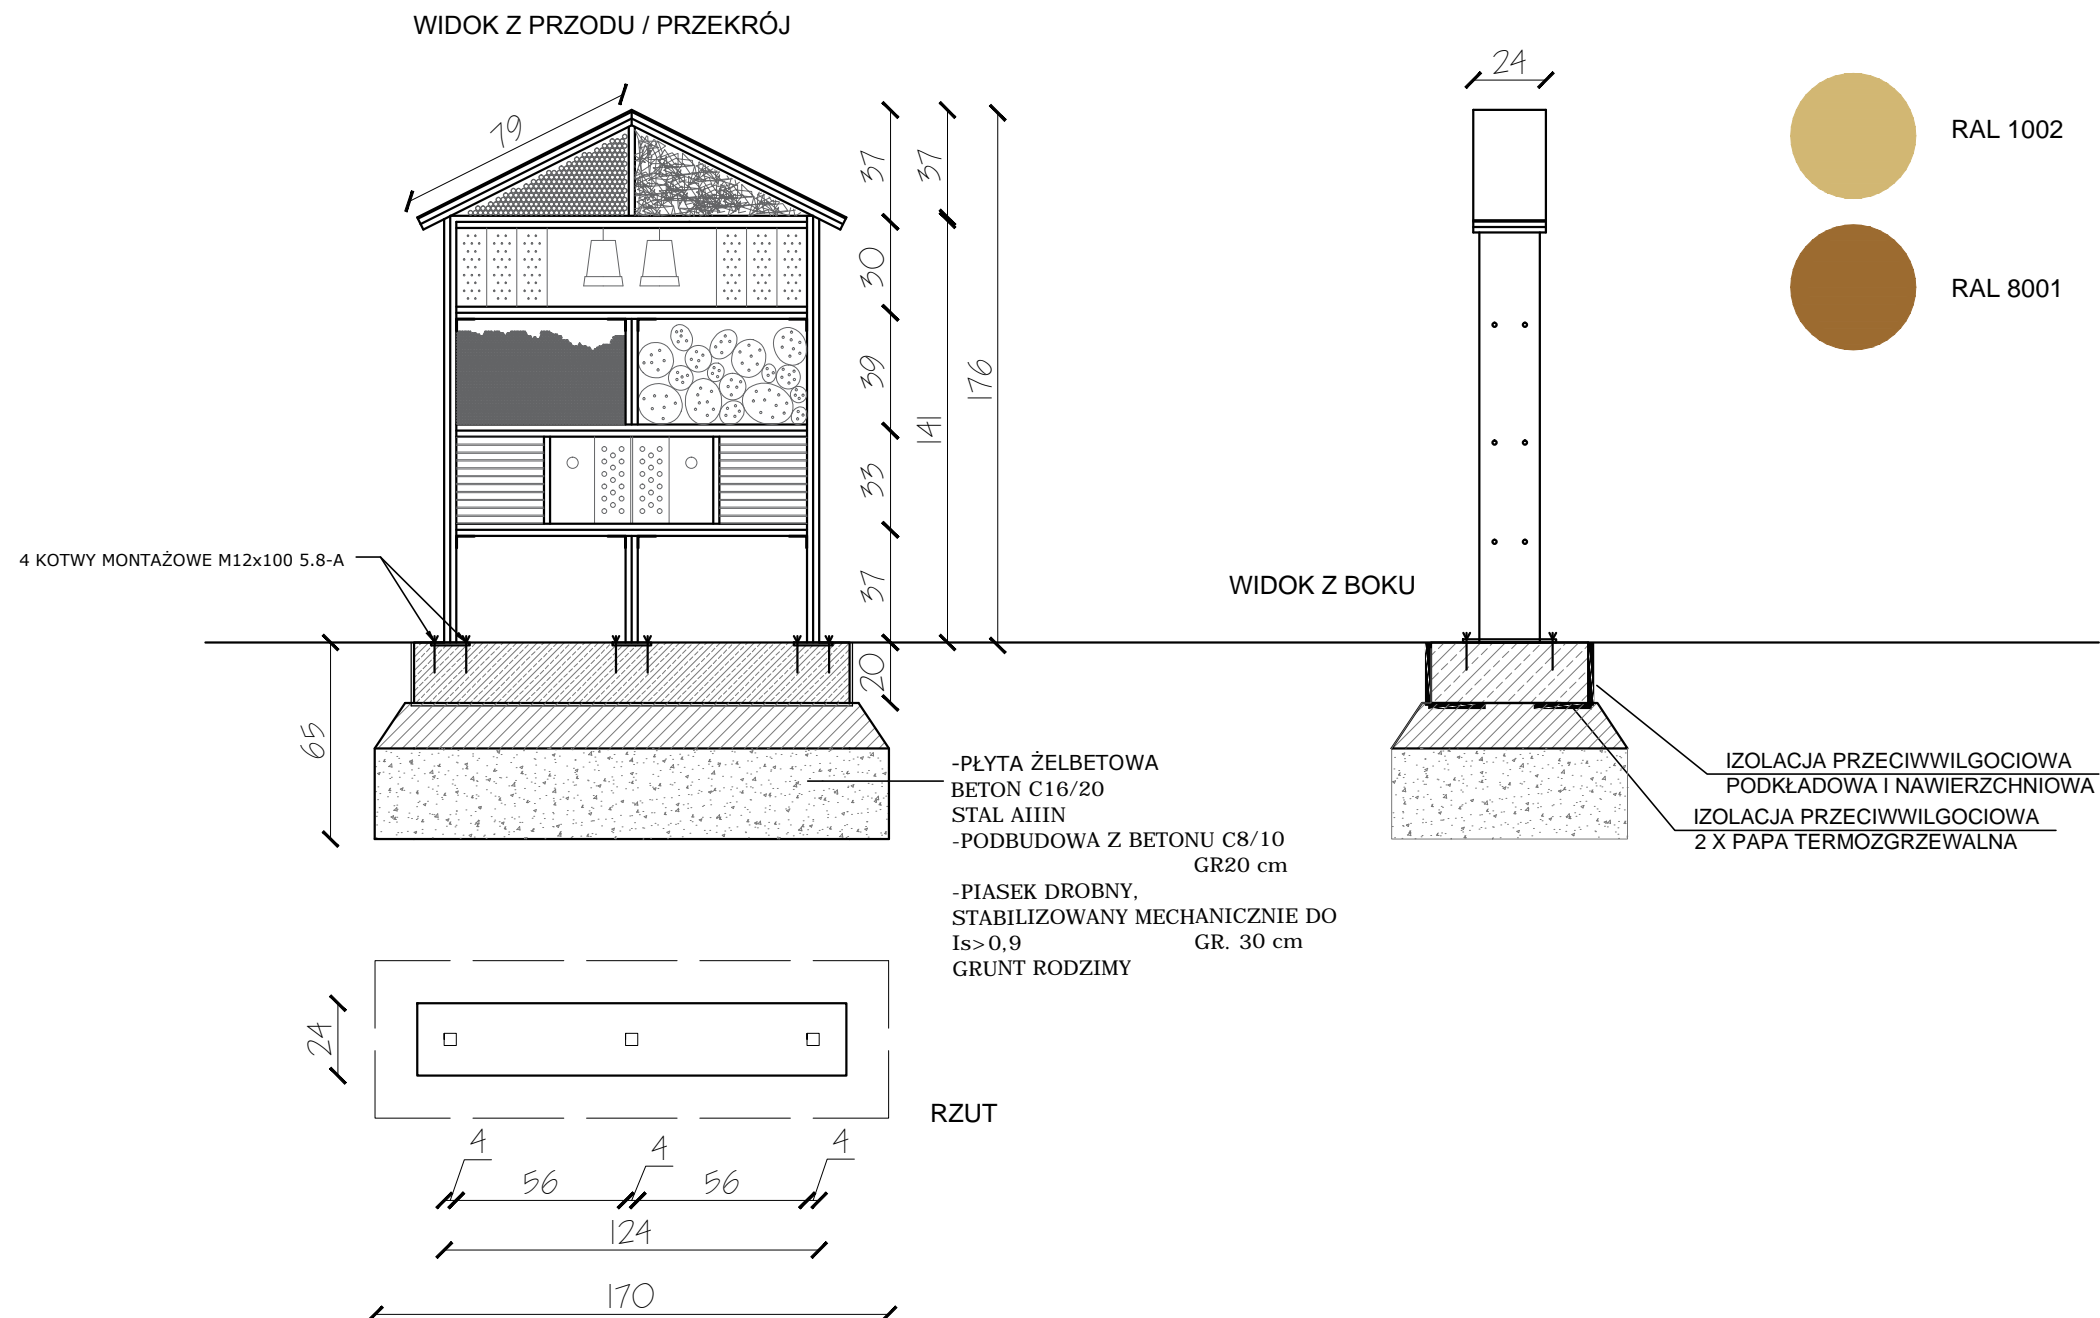 WIDOK Z PRZODU / PRZEKRÓJ
24
RAL 1002
RAL 8001
79
37
37
30
39
176
141
33
37
4 KOTWY MONTAŻOWE M12x100 5.8-A
WIDOK Z BOKU
20
65
-PŁYTA ŻELBETOWA
BETON C16/20
STAL AIIIN
-PODBUDOWA Z BETONU C8/10
GR20 cm
-PIASEK DROBNY,
STABILIZOWANY MECHANICZNIE DO
Is>0,9 GR. 30 cm
GRUNT RODZIMY
IZOLACJA PRZECIWWILGOCIOWA
PODKŁADOWA I NAWIERZCHNIOWA
IZOLACJA PRZECIWWILGOCIOWA
2 X PAPA TERMOZGRZEWALNA
24
RZUT
4 4 4
56 56
124
170